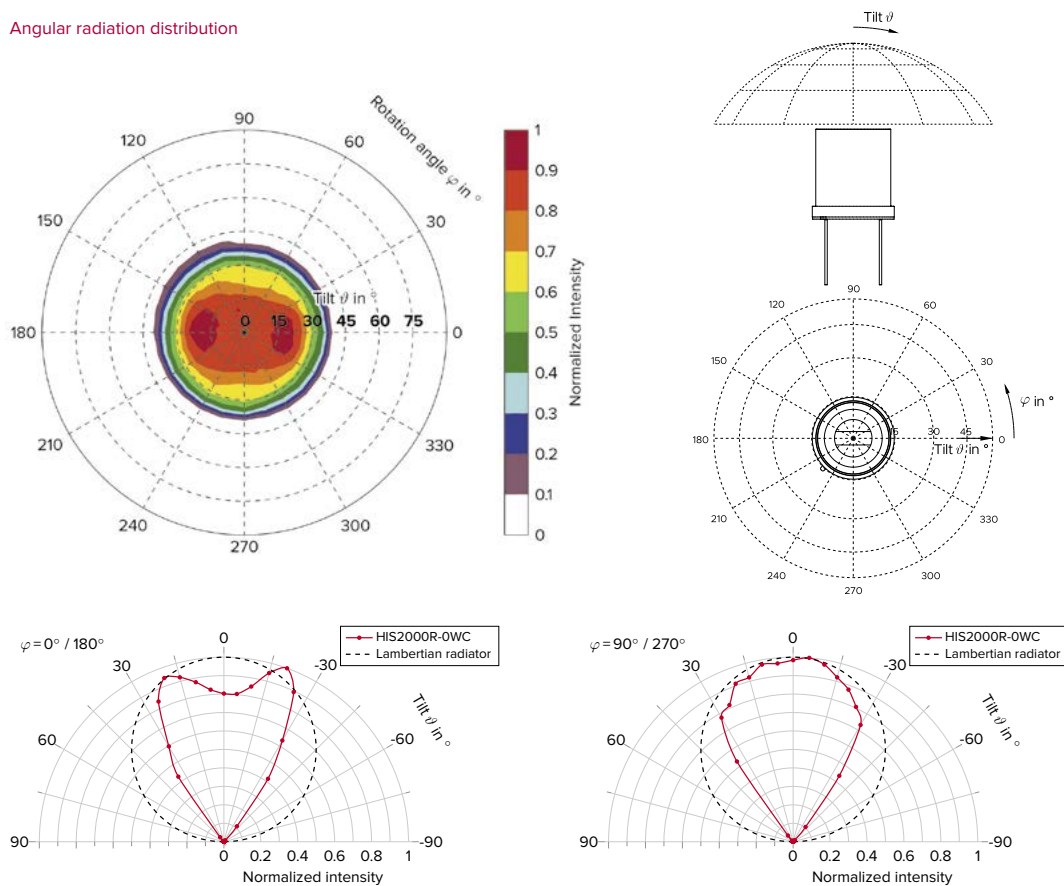 Angular radiation distribution
90
120
60
150
30
180
0
210
330
240
300
270
Rotation angle φ in °
Tilt ϑ in °
0 15 30 45 60 75
1
0.9
0.8
0.7
0.6
0.5
0.4
0.3
0.2
0.1
0
Normalized Intensity
Tilt ϑ
90
120
60
150
30
φ in °
180
30
45
0
Tilt ϑ in °
210
330
240
300
270
φ = 0° / 180°
HIS2000R-0WC
Lambertian radiator
0
30
-30
60
-60
90
-90
Tilt ϑ in °
0 0.2 0.4 0.6 0.8 1
Normalized intensity
φ = 90° / 270°
HIS2000R-0WC
Lambertian radiator
0
30
-30
60
-60
90
-90
Tilt ϑ in °
0 0.2 0.4 0.6 0.8 1
Normalized intensity